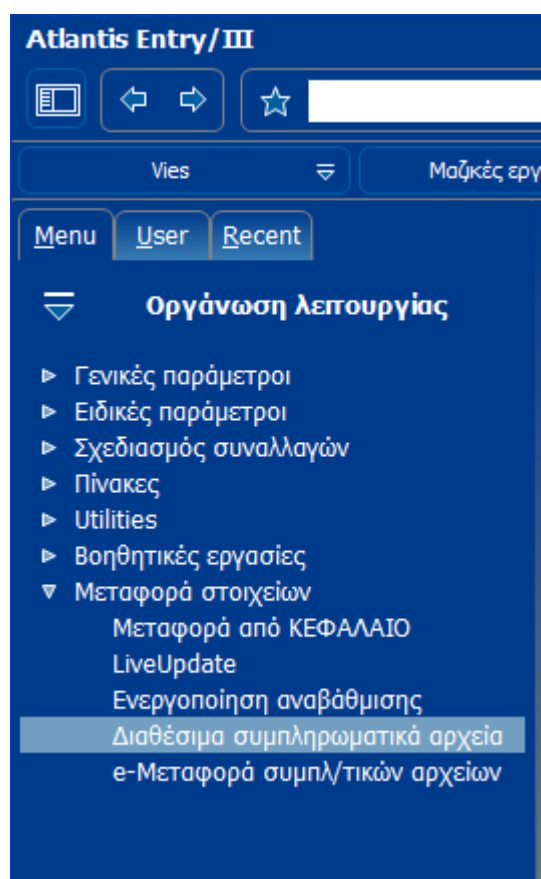 Atlantis Entry/III
Vies
Μαζικές εργ
Menu
User
Recent
Οργάνωση λειτουργίας
Γενικές παράμετροι
Ειδικές παράμετροι
Σχεδιασμός συναλλαγών
Πίνακες
Utilities
Βοηθητικές εργασίες
Μεταφορά στοιχείων
Μεταφορά από ΚΕΦΑΛΑΙΟ
LiveUpdate
Ενεργοποίηση αναβάθμισης
Διαθέσιμα συμπληρωματικά αρχεία
e-Μεταφορά συμπλ/τικών αρχείων